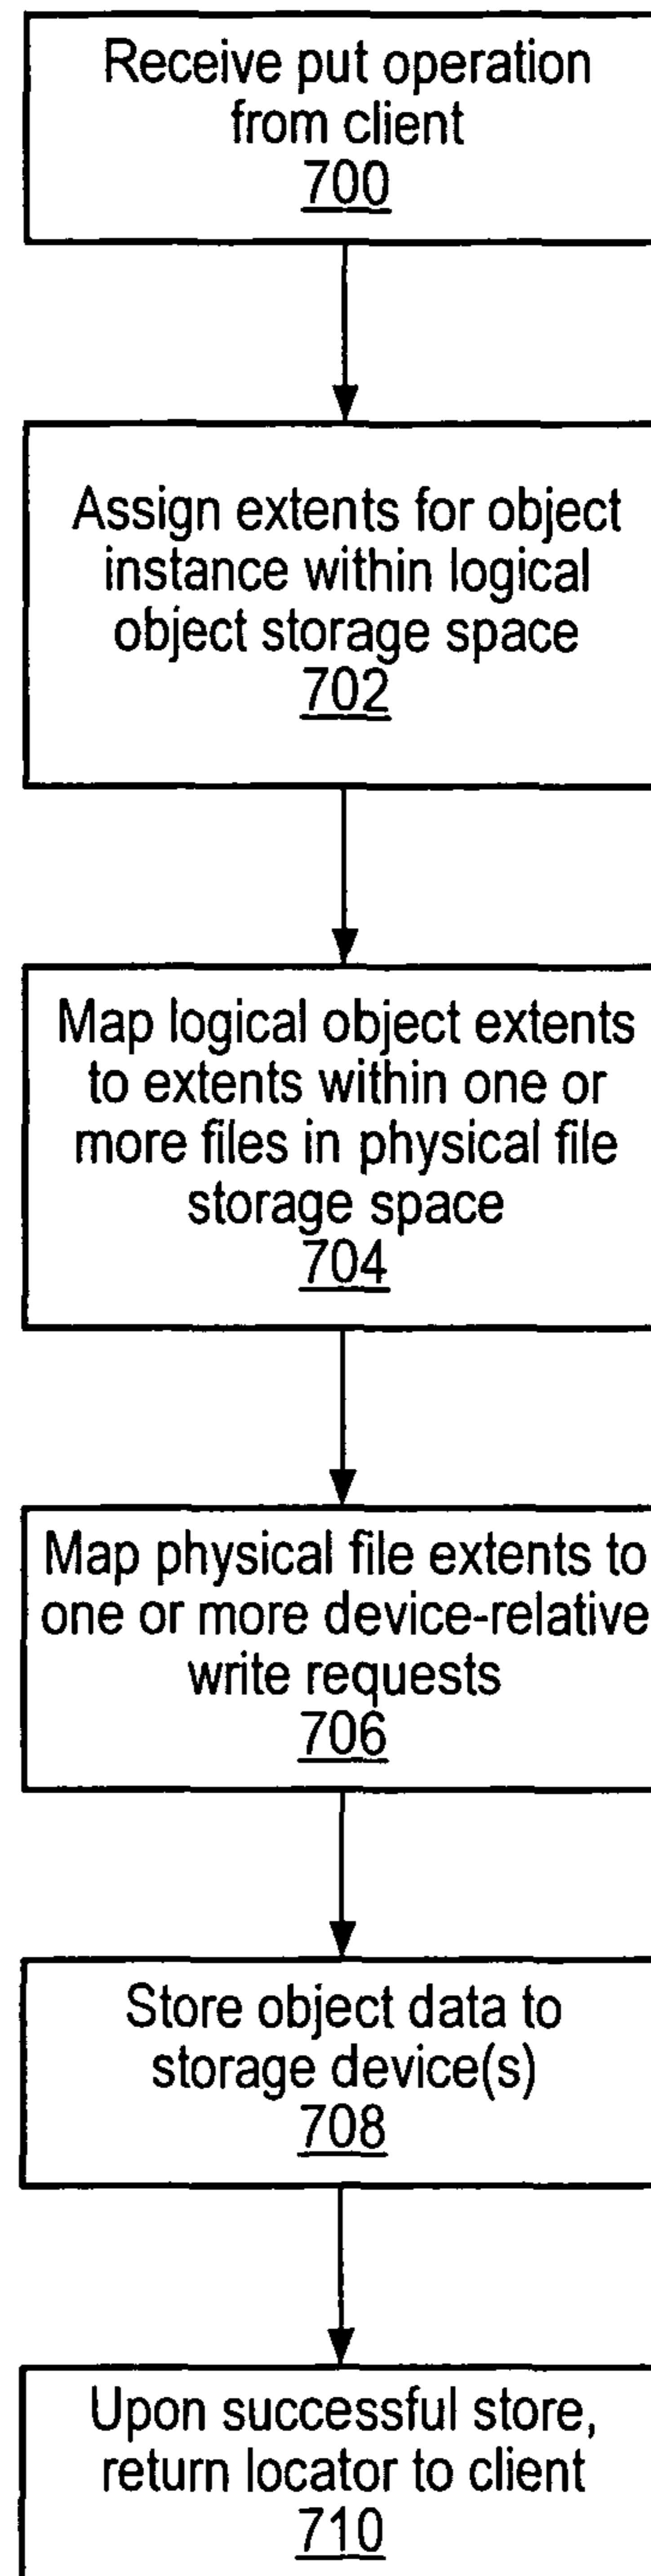 Receive put operation
from client
700
Assign extents for object
instance within logical
object storage space
702
Map logical object extents
to extents within one or
more files in physical file
storage space
704
Map physical file extents to
one or more device-relative
write requests
706
Store object data to
storage device(s)
708
Upon successful store,
return locator to client
710